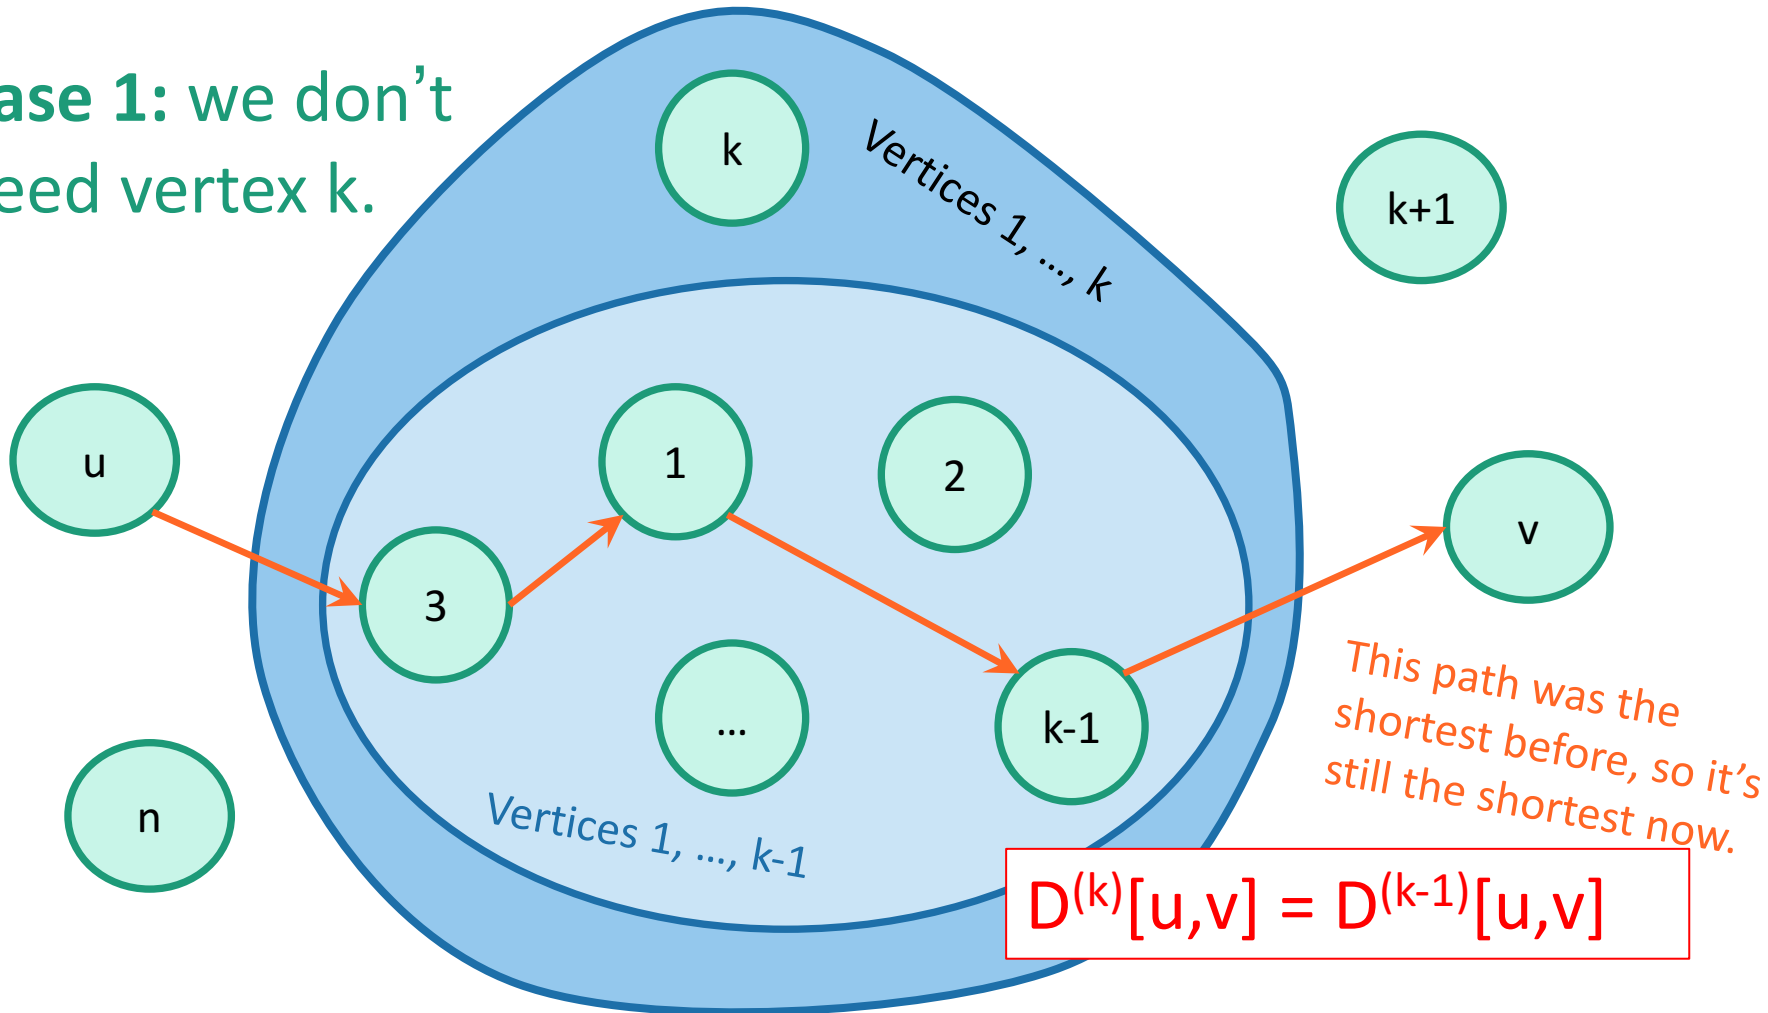 ase 1: we don’t
eed vertex k.
k
Vertices 1, …, k
k+1
u
1
2
v
3
This path was the
shortest before, so it’s
still the shortest now.
…
k-1
n
Vertices 1, …, k-1
D^(k)[u,v] = D^(k-1)[u,v]